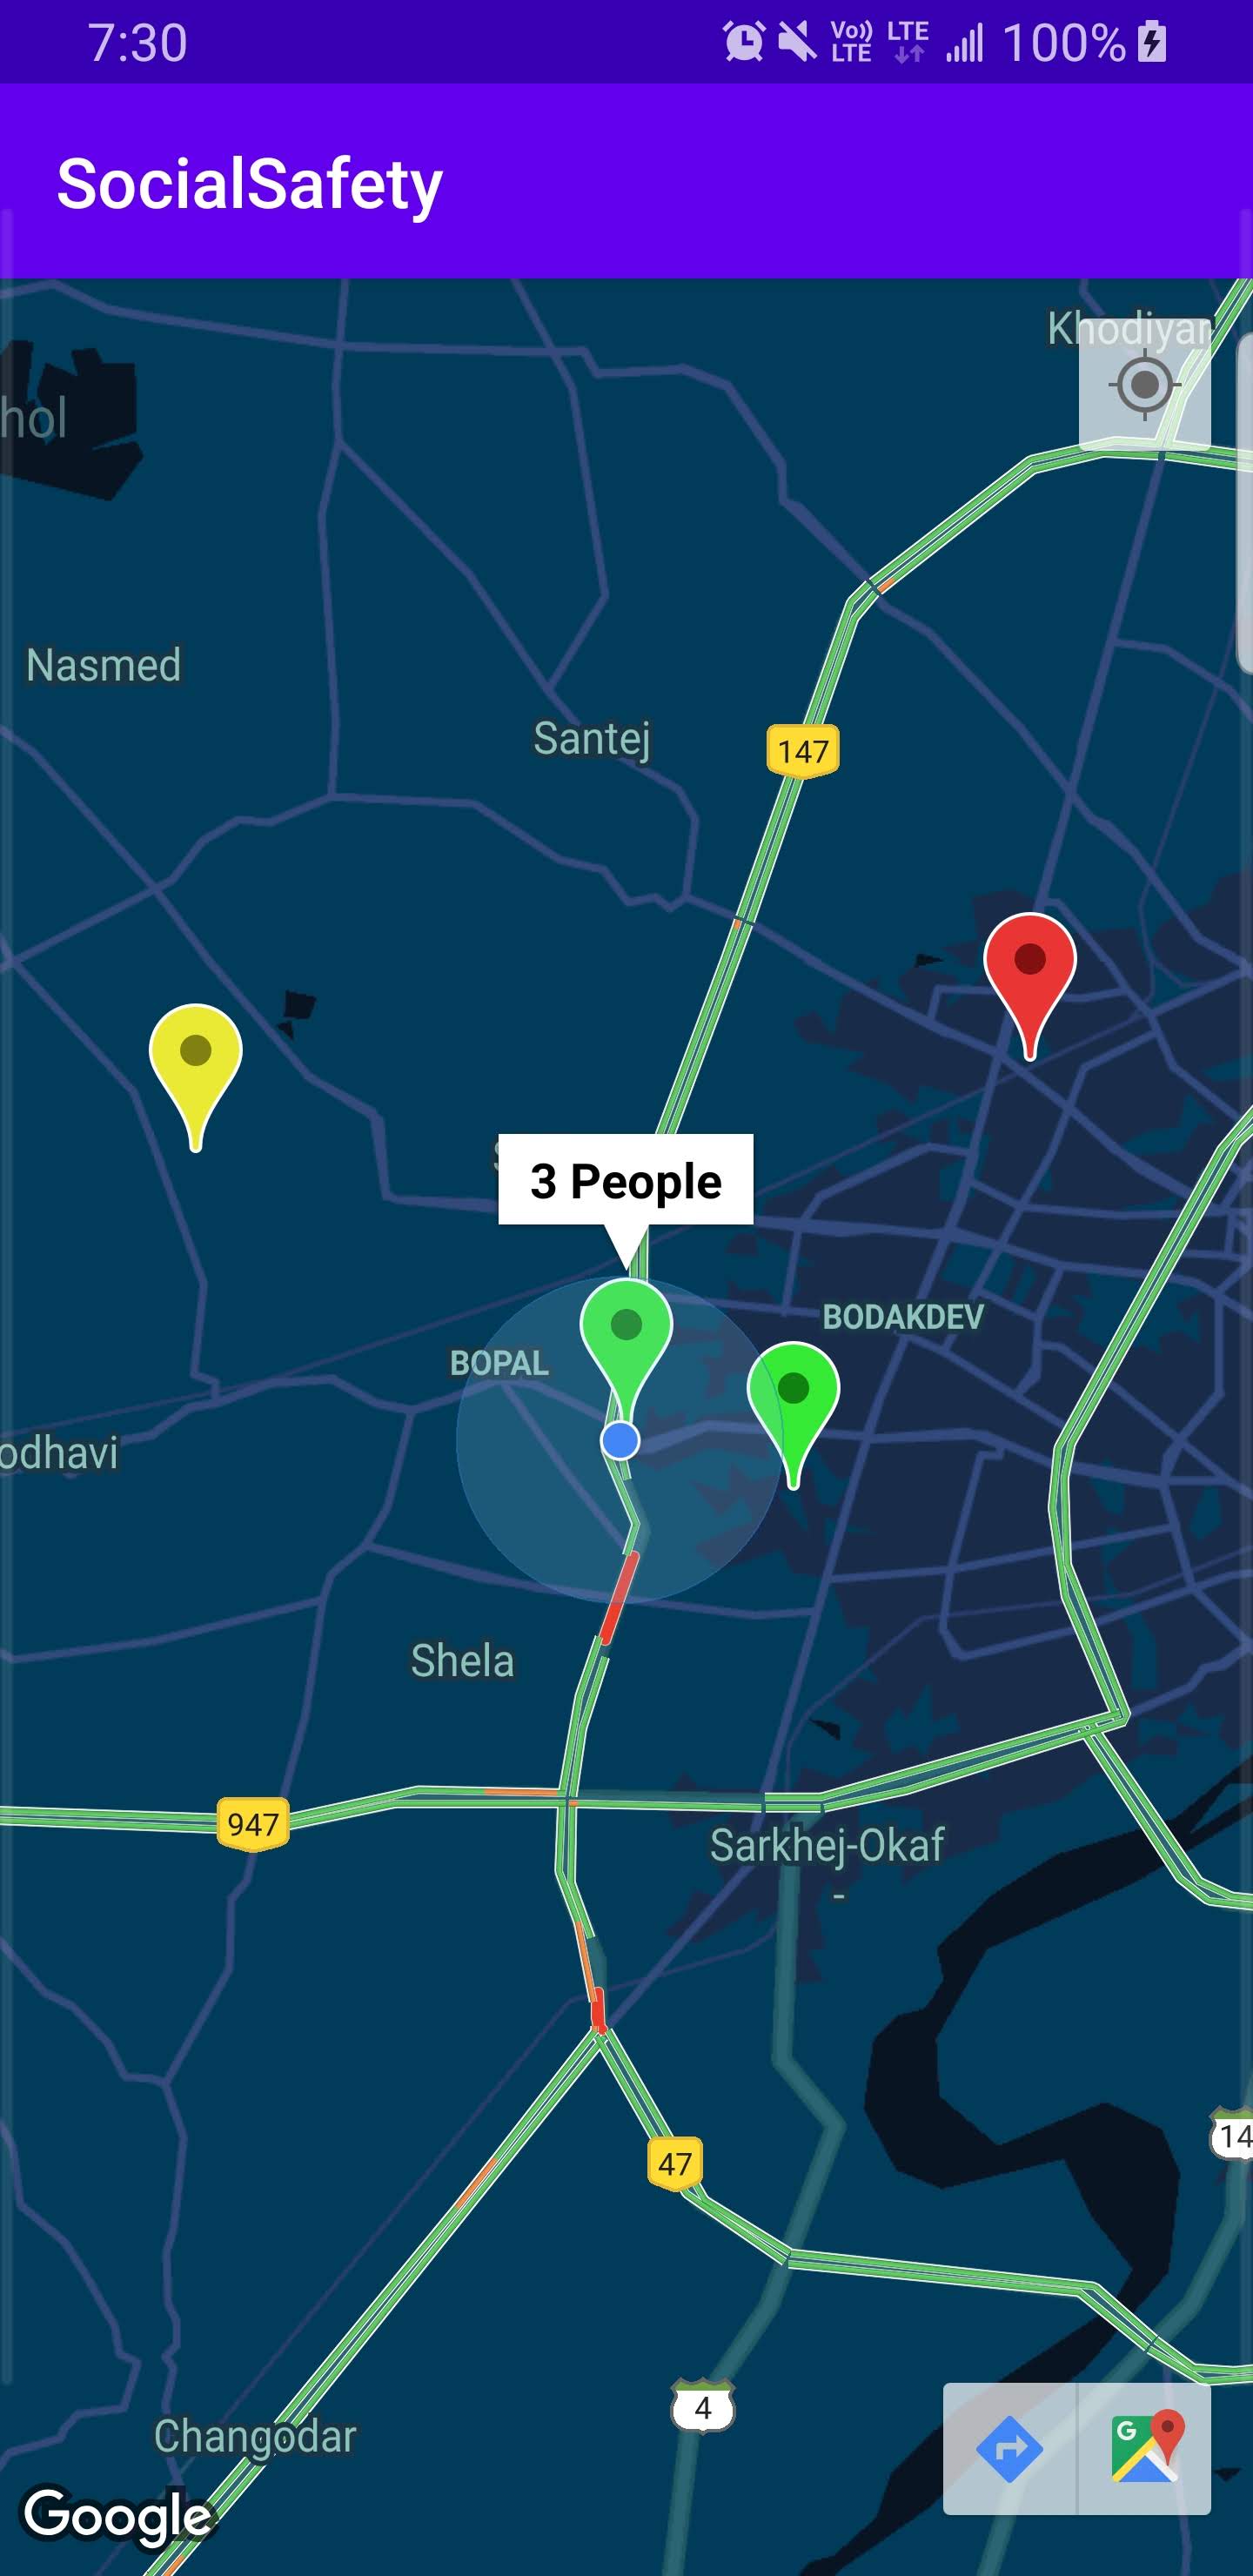 7:30 Vo)) LTE LTE 100%
SocialSafety
Khodiyar
hol
Nasmed
Santej
147
3 People
BODAKDEV
BOPAL
odhavi
Shela
947
Sarkhej-Okaf
-
47
14
4
Changodar
G
Google